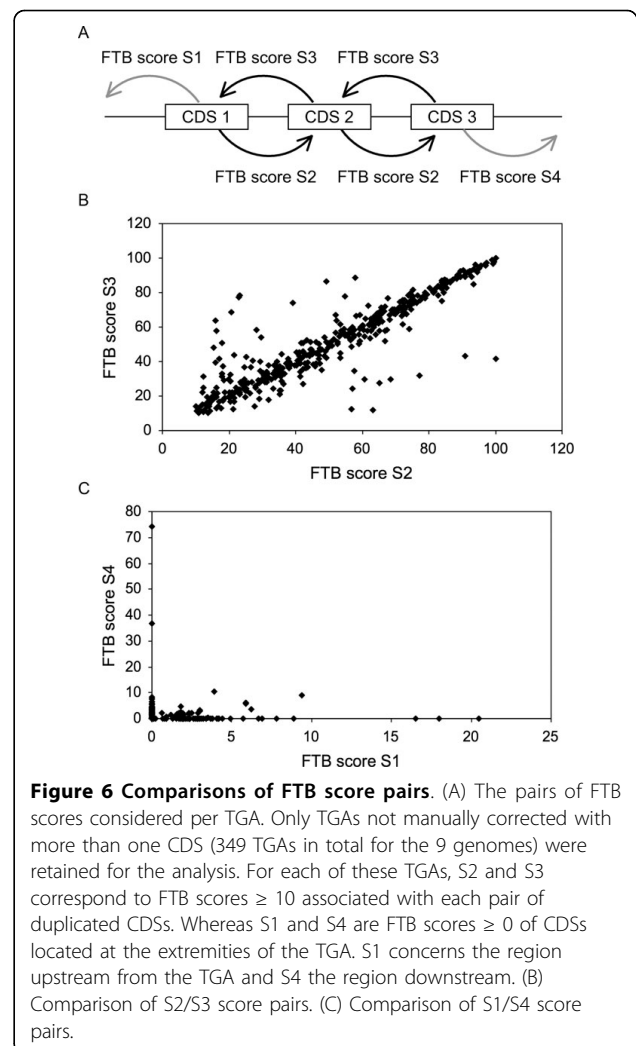 A
FTB score S1 FTB score S3 FTB score S3
CDS 1 CDS 2 CDS 3
FTB score S2 FTB score S2 FTB score S4
B
120
100
80
60
40
20
0
FTB score S3
0 20 40 60 80 100 120
FTB score S2
C
80
70
60
50
40
30
20
10
0
FTB score S4
0 5 10 15 20 25
FTB score S1
Figure 6 Comparisons of FTB score pairs. (A) The pairs of FTB
scores considered per TGA. Only TGAs not manually corrected with
more than one CDS (349 TGAs in total for the 9 genomes) were
retained for the analysis. For each of these TGAs, S2 and S3
correspond to FTB scores ≥ 10 associated with each pair of
duplicated CDSs. Whereas S1 and S4 are FTB scores ≥ 0 of CDSs
located at the extremities of the TGA. S1 concerns the region
upstream from the TGA and S4 the region downstream. (B)
Comparison of S2/S3 score pairs. (C) Comparison of S1/S4 score
pairs.